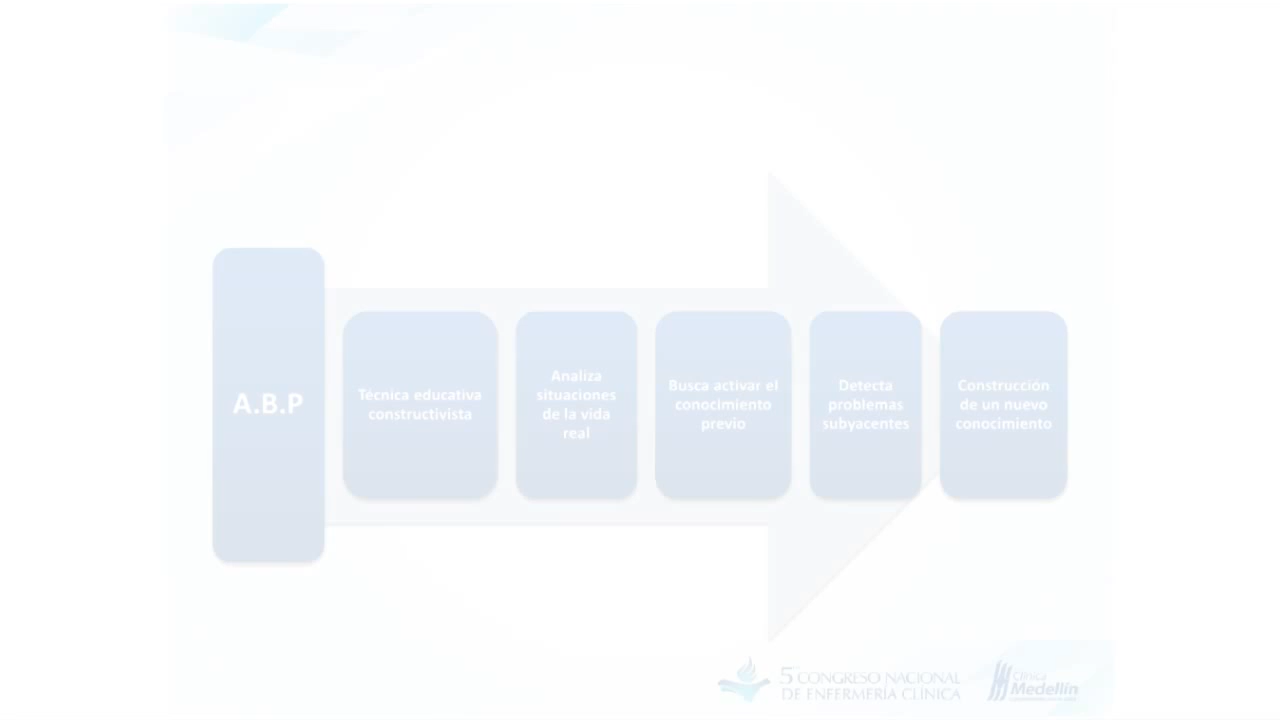 A.B.P
Técnica educativa
constructivista
Analiza
situaciones
de la vida
real
Busca activar el
conocimiento
previo
Detecta
problemas
subyacentes
Construcción
de un nuevo
conocimiento
5 CONGRESO NACIONAL
DE ENFERMERÍA CLÍNICA
Clínica
Medellín